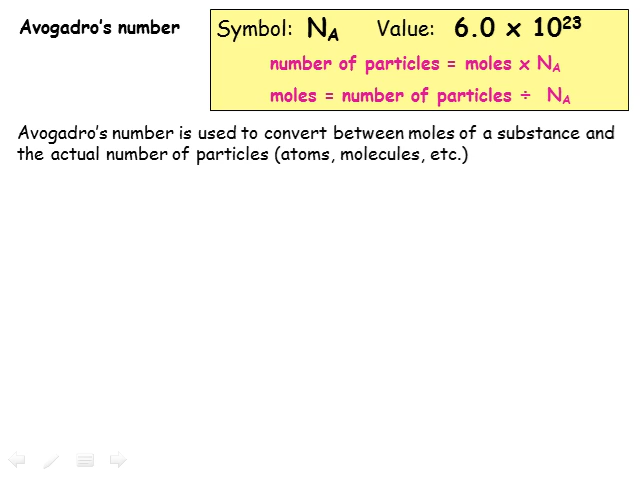 Avogadro's number
Symbol: NA Value: 6.0 x 10²³
number of particles = moles x NA
moles = number of particles ÷ NA
Avogadro's number is used to convert between moles of a substance and
the actual number of particles (atoms, molecules, etc.)